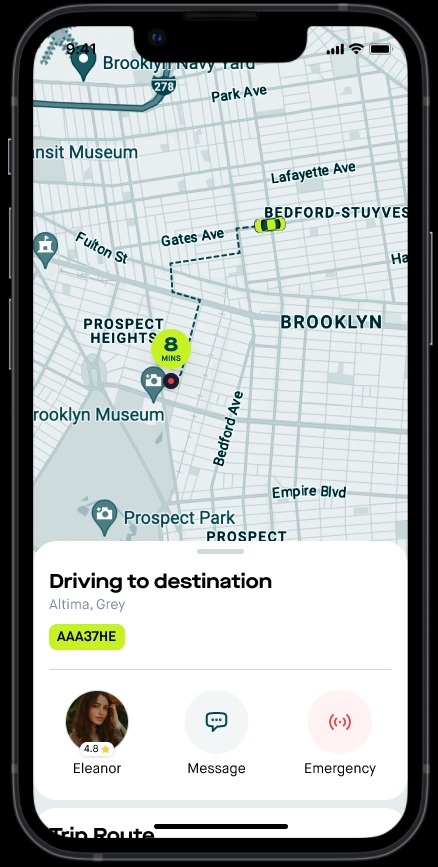 9:41
Brooklyn Navy Yard
278
Park Ave
nsit Museum
Lafayette Ave
BEDFORD-STUYVES
Gates Ave
Fulton St
Ha
BROOKLYN
PROSPECT
HEIGHTS
8
MINS
rooklyn Museum
Bedford Ave
Empire Blvd
Prospect Park
PROSPECT
Driving to destination
Altima, Grey
AAA37HE
4.8
Eleanor
Message
Emergency
Trip Route